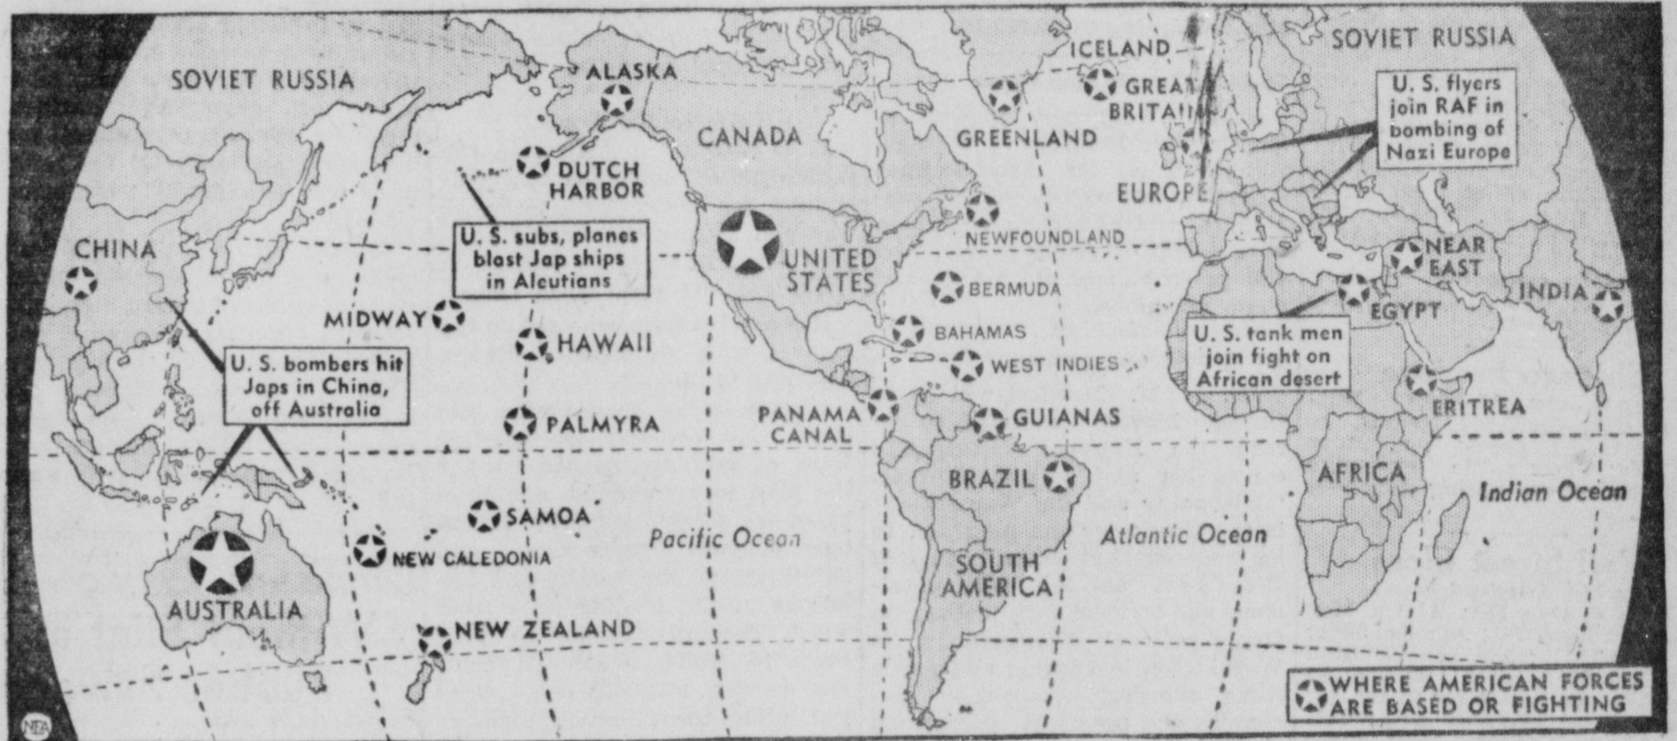 SOVIET RUSSIA
ALASKA
ICELAND
SOVIET RUSSIA
GREAT
BRITAIN
U. S. flyers
join RAF in
bombing of
Nazi Europe
CANADA
GREENLAND
DUTCH
HARBOR
EUROPE
CHINA
U. S. subs, planes
blast Jap ships
in Aleutians
UNITED
STATES
NEWFOUNDLAND
NEAR
EAST
BERMUDA
INDIA
EGYPT
MIDWAY
HAWAII
BAHAMAS
U. S. tank men
join fight on
African desert
U. S. bombers hit
Japs in China,
off Australia
WEST INDIES
ERITREA
PALMYRA
PANAMA
CANAL
GUIANAS
BRAZIL
AFRICA
Indian Ocean
SAMOA
NEW CALEDONIA
Pacific Ocean
Atlantic Ocean
SOUTH
AMERICA
AUSTRALIA
NEW ZEALAND
WHERE AMERICAN FORCES
ARE BASED OR FIGHTING
NEA